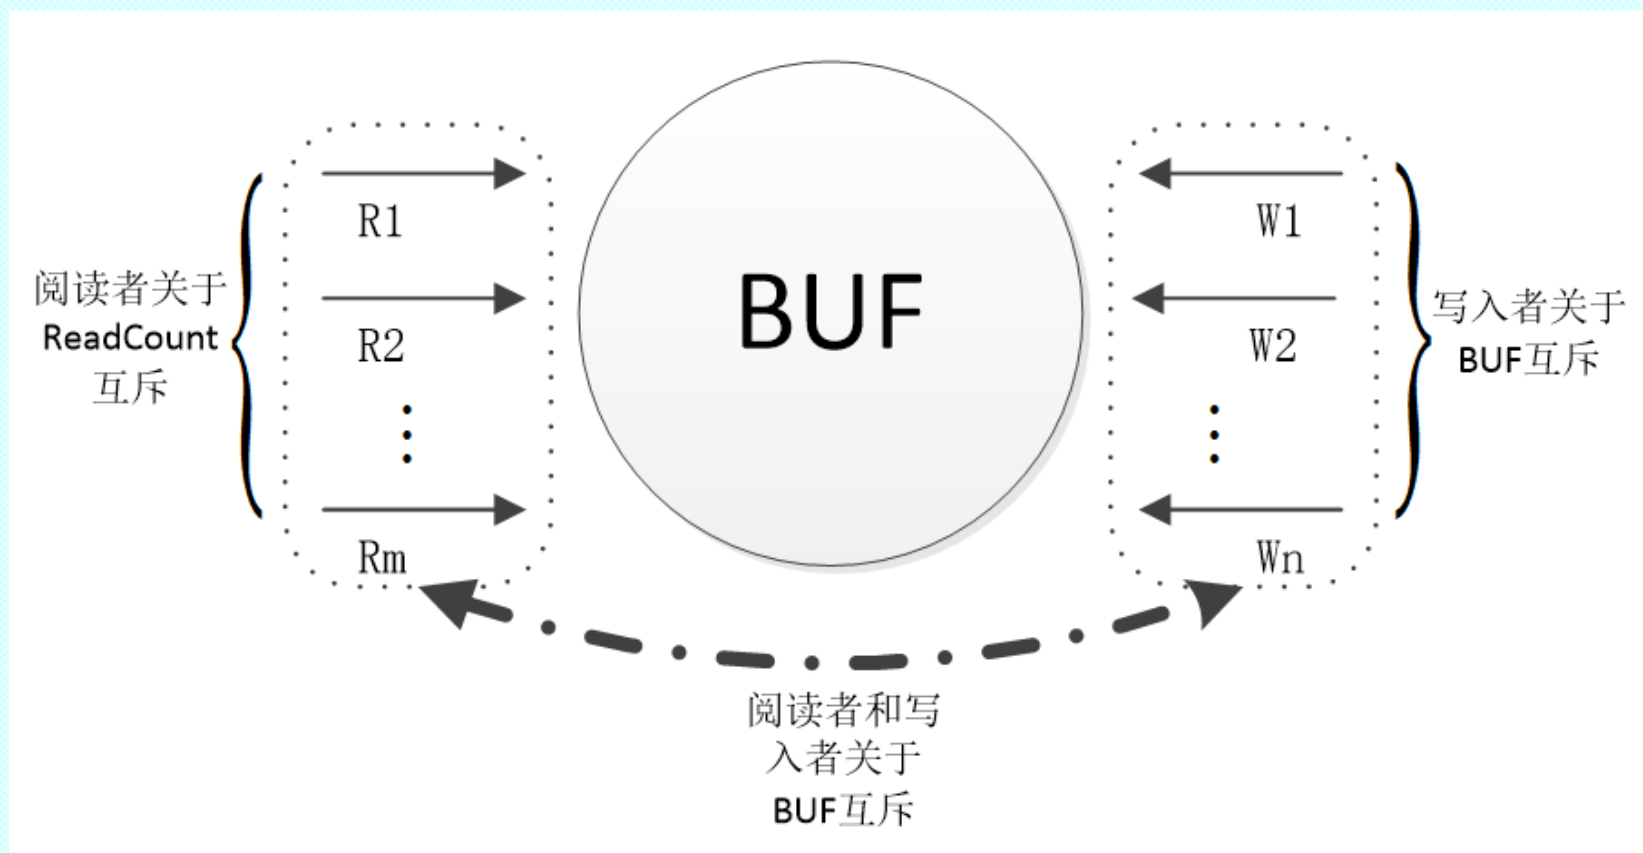 R1
R2
Rm
阅读者关于
ReadCount
互斥
BUF
W1
W2
Wn
写入者关于
BUF互斥
阅读者和写
入者关于
BUF互斥